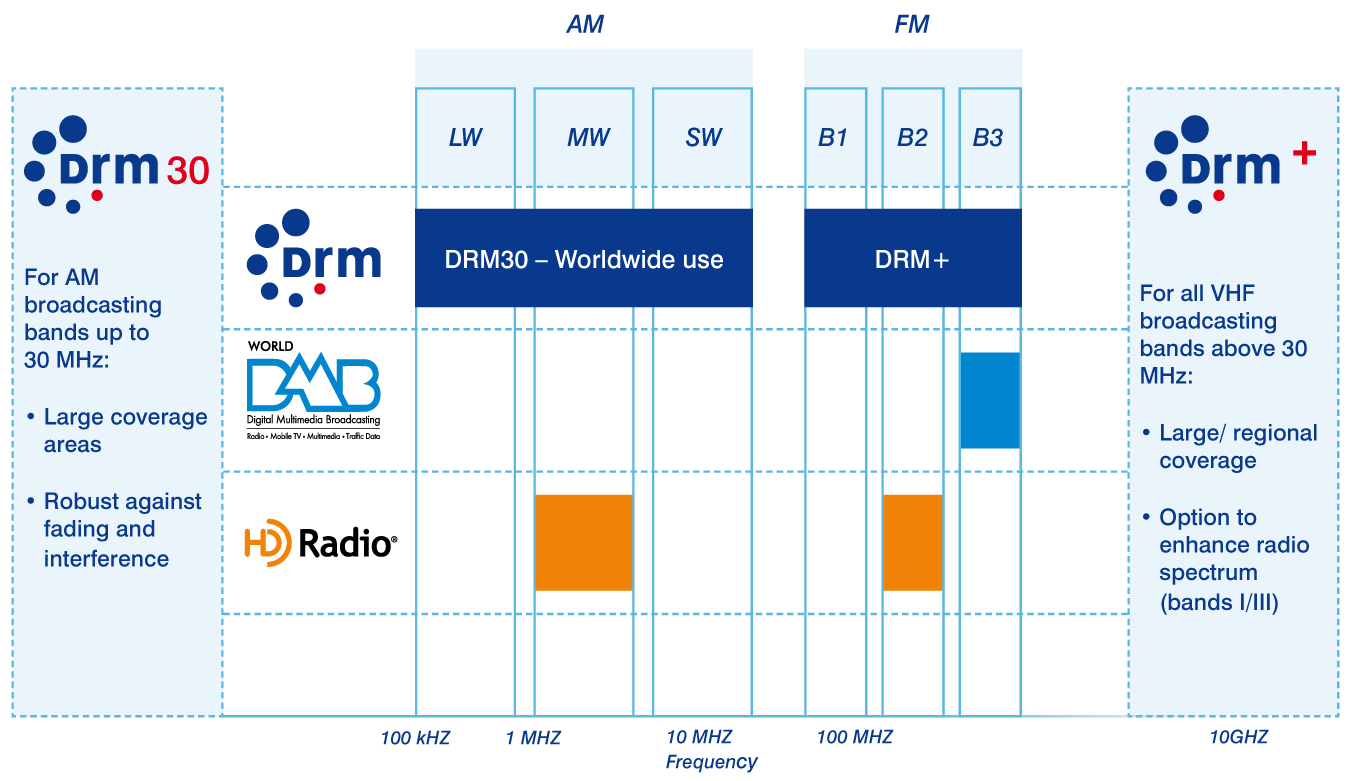 AM
FM
LW
MW
SW
B1
B2
B3
Drm 30
For AM
broadcasting
bands up to
30 MHz:
• Large coverage
areas
• Robust against
fading and
interference
Drm
DRM30 – Worldwide use
DRM+
WORLD
DMB
Digital Multimedia Broadcasting
Radio • Mobile TV • Multimedia • Traffic Data
HD Radio®
Drm +
For all VHF
broadcasting
bands above 30
MHz:
• Large/ regional
coverage
• Option to
enhance radio
spectrum
(bands I/III)
100 kHZ
1 MHZ
10 MHZ
100 MHZ
10GHZ
Frequency